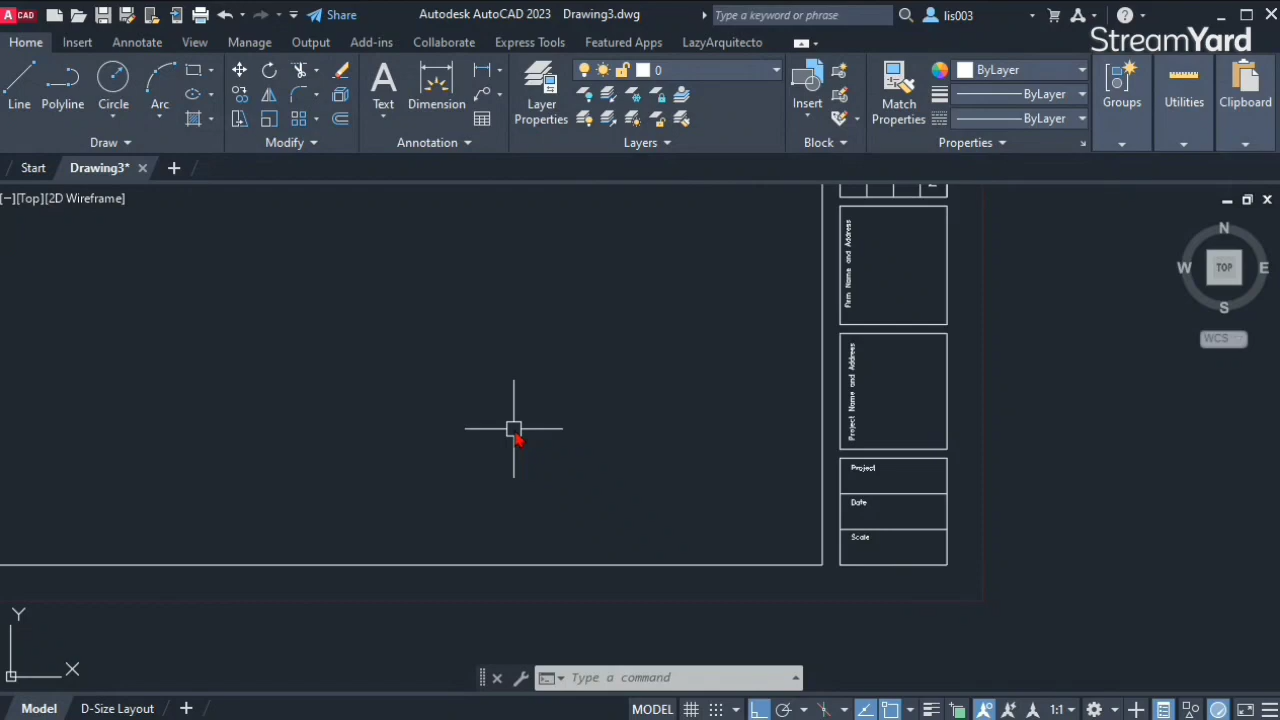 CAD
Share
Autodesk AutoCAD 2023 Drawing3.dwg
Type a keyword or phrase
lis003
StreamYard
Home Insert Annotate View Manage Output Add-ins Collaborate Express Tools Featured Apps LazyArquitecto
Line Polyline Circle Arc
Text Dimension
Layer Properties
0
Insert
Match Properties
ByLayer
ByLayer
ByLayer
Groups Utilities Clipboard
Draw Modify Annotation Layers Block Properties
Start Drawing3*
[−][Top][2D Wireframe]
N
W TOP E
S
WCS
Firm Name and Address
Project Name and Address
Project
Date
Scale
Y
X
Type a command
Model D-Size Layout
MODEL
1:1